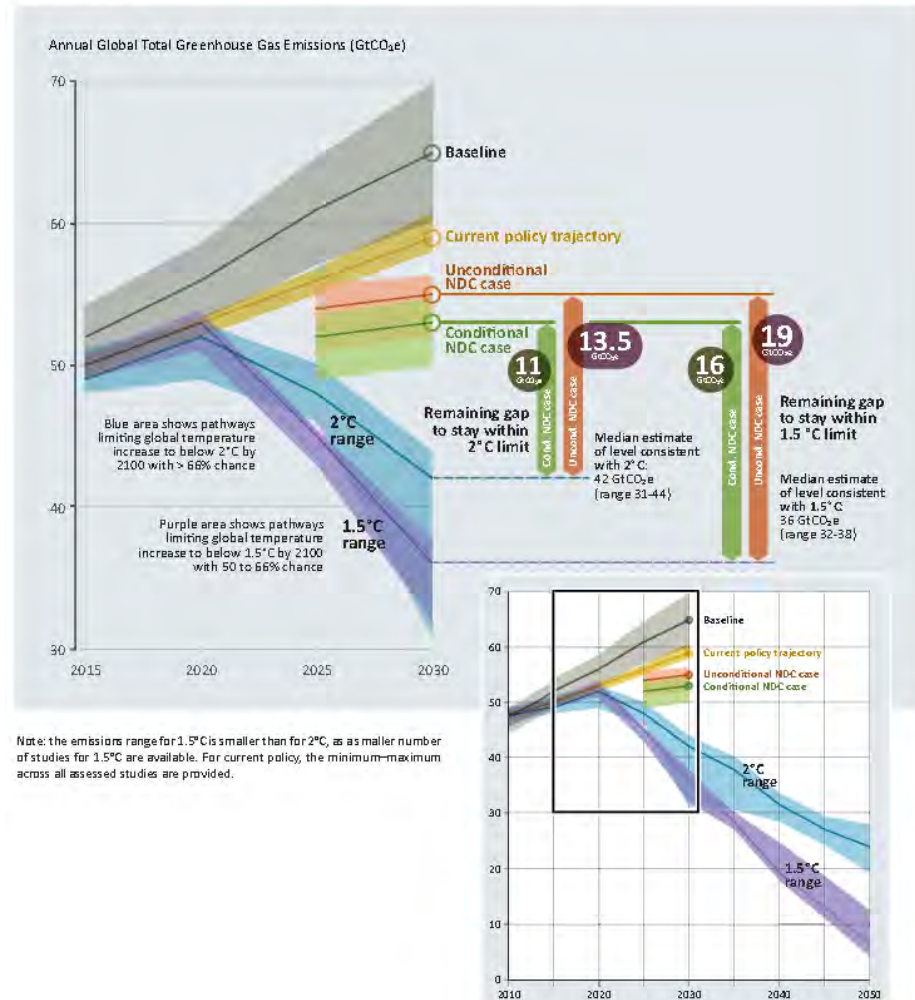 Annual Global Total Greenhouse Gas Emissions (GtCO₂e)
70
60
50
40
30
2015
2020
2025
2030
Baseline
Current policy trajectory
Unconditional
NDC case
Conditional
NDC case
Blue area shows pathways
limiting global temperature
increase to below 2°C by
2100 with > 66% chance
2°C
range
Purple area shows pathways
limiting global temperature
increase to below 1.5°C by 2100
with 50 to 66% chance
1.5°C
range
Remaining gap
to stay within
2°C limit
11
GtCO₂e
Cond. NDC case
Uncond. NDC case
13.5
GtCO₂e
Median estimate
of level consistent
with 2°C:
42 GtCO₂e
(range 31-44)
16
GtCO₂e
Cond. NDC case
Uncond. NDC case
19
GtCO₂e
Remaining gap
to stay within
1.5 °C limit
Median estimate
of level consistent
with 1.5°C
36 GtCO₂e
(range 32-38)
Note: the emissions range for 1.5°C is smaller than for 2°C, as as maller number
of studies for 1.5°C are available. For current policy, the minimum–maximum
across all assessed studies are provided.
70
60
50
40
30
20
10
0
2010
2020
2030
2040
2050
Baseline
Current policy trajectory
Unconditional NDC case
Conditional NDC case
2°C
range
1.5°C
range